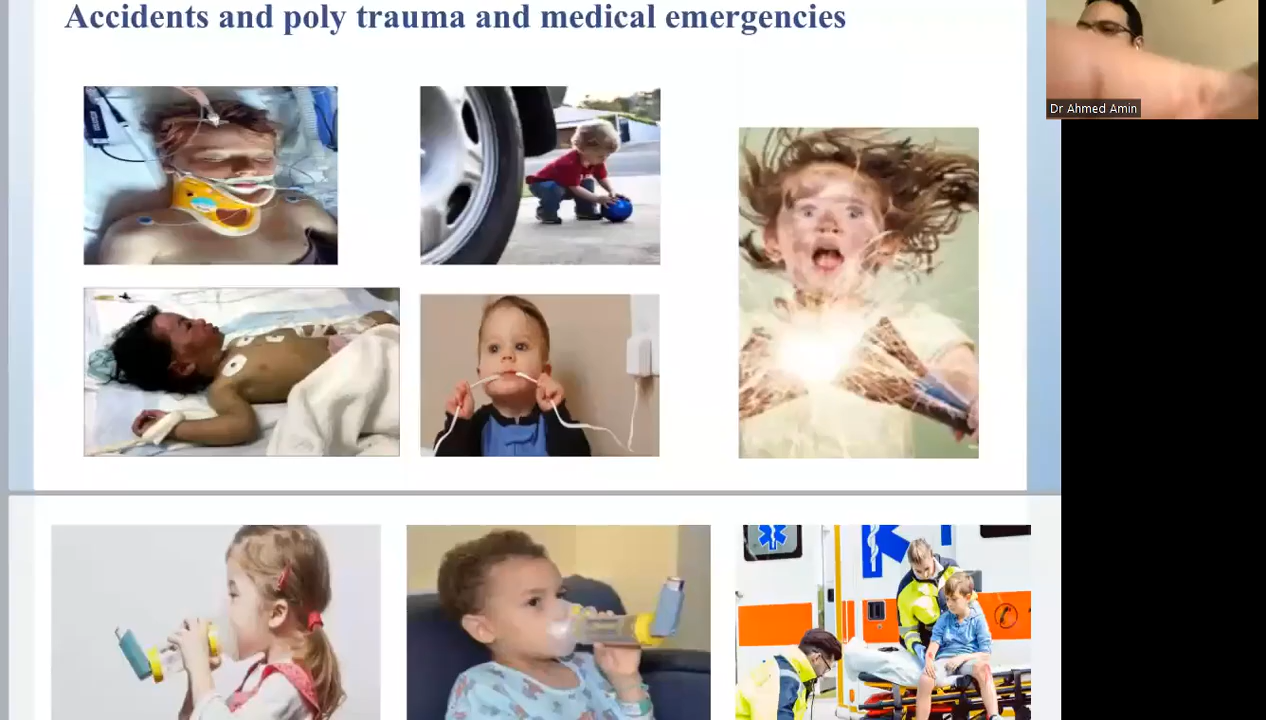 Accidents and poly trauma and medical emergencies
Dr Ahmed Amin